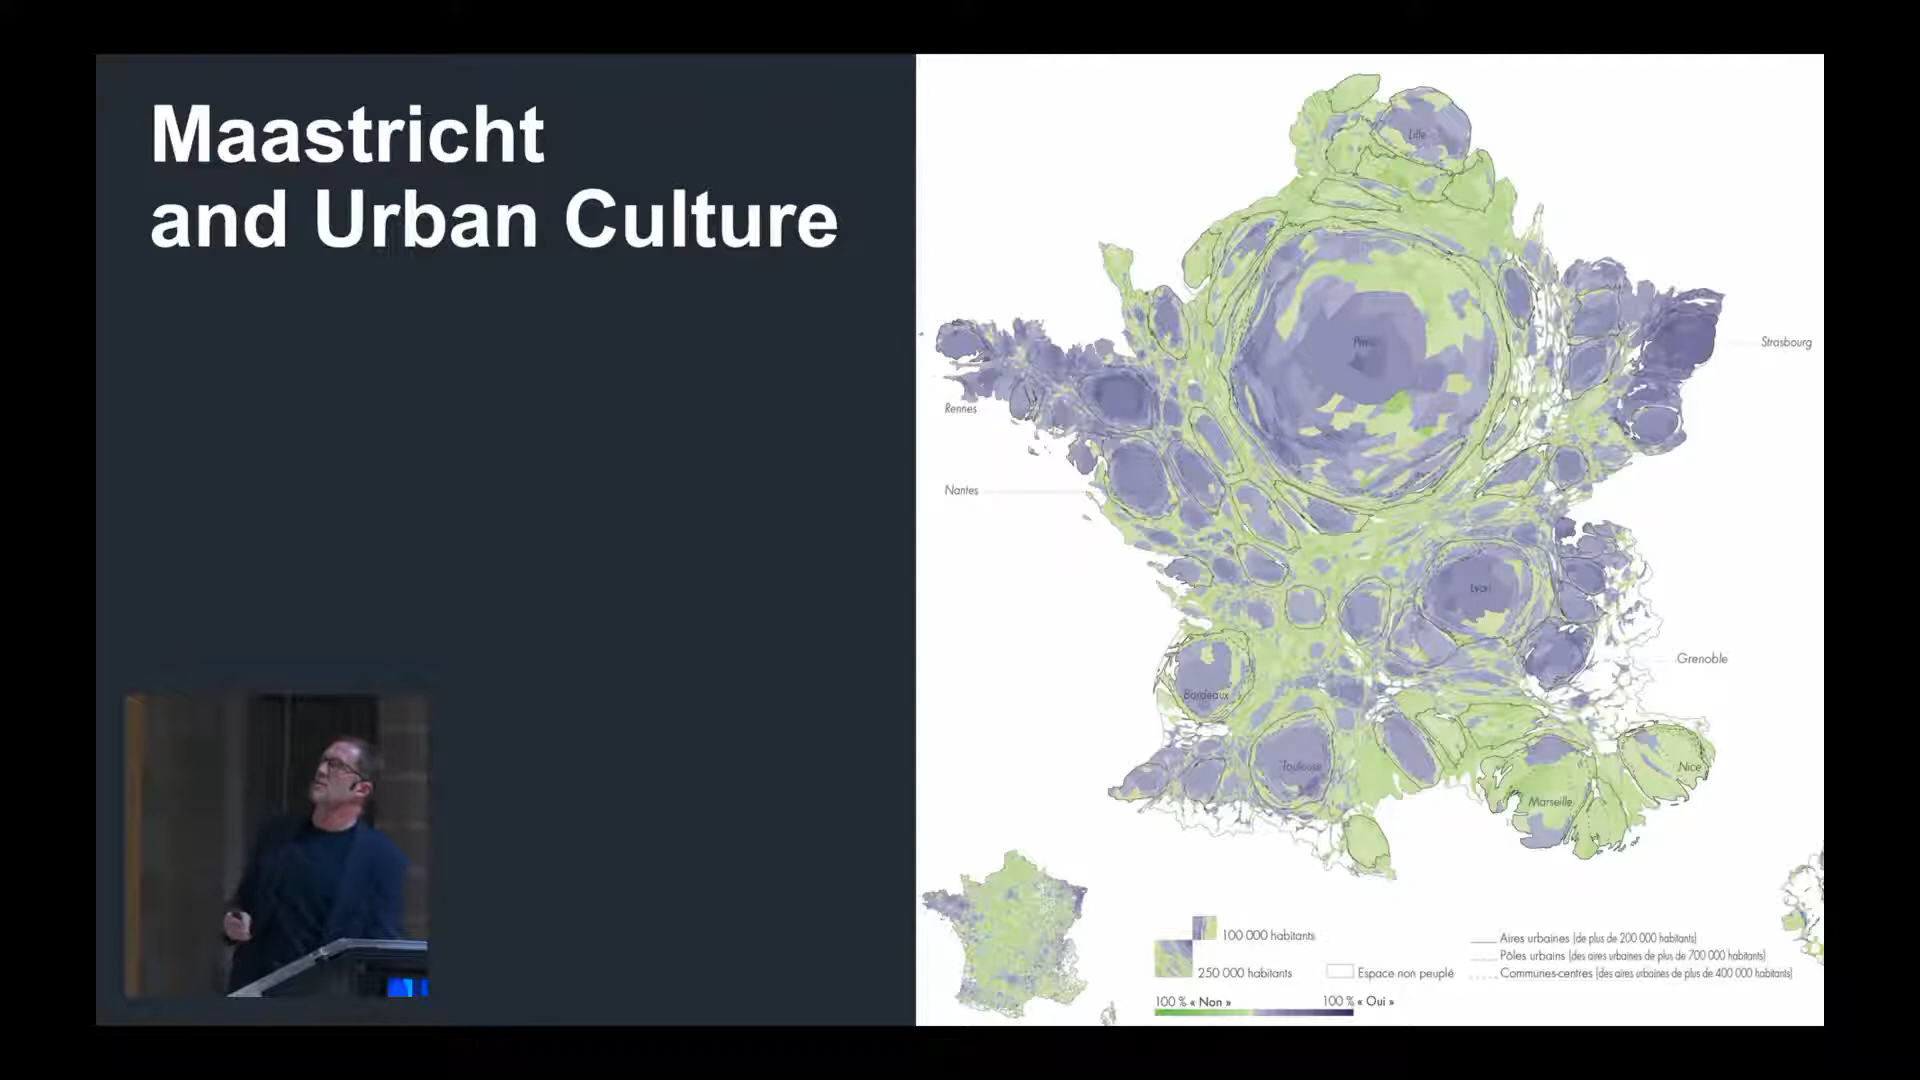 Maastricht
and Urban Culture
Lille
Paris
Strasbourg
Rennes
Nantes
Lyon
Grenoble
Bordeaux
Toulouse
Nice
Marseille
100 000 habitants
250 000 habitants
Espace non peuplé
Aires urbaines (de plus de 200 000 habitants)
Pôles urbains (des aires urbaines de plus de 700 000 habitants)
Communes-centres (des aires urbaines de plus de 400 000 habitants)
100 % « Non »
100 % « Oui »